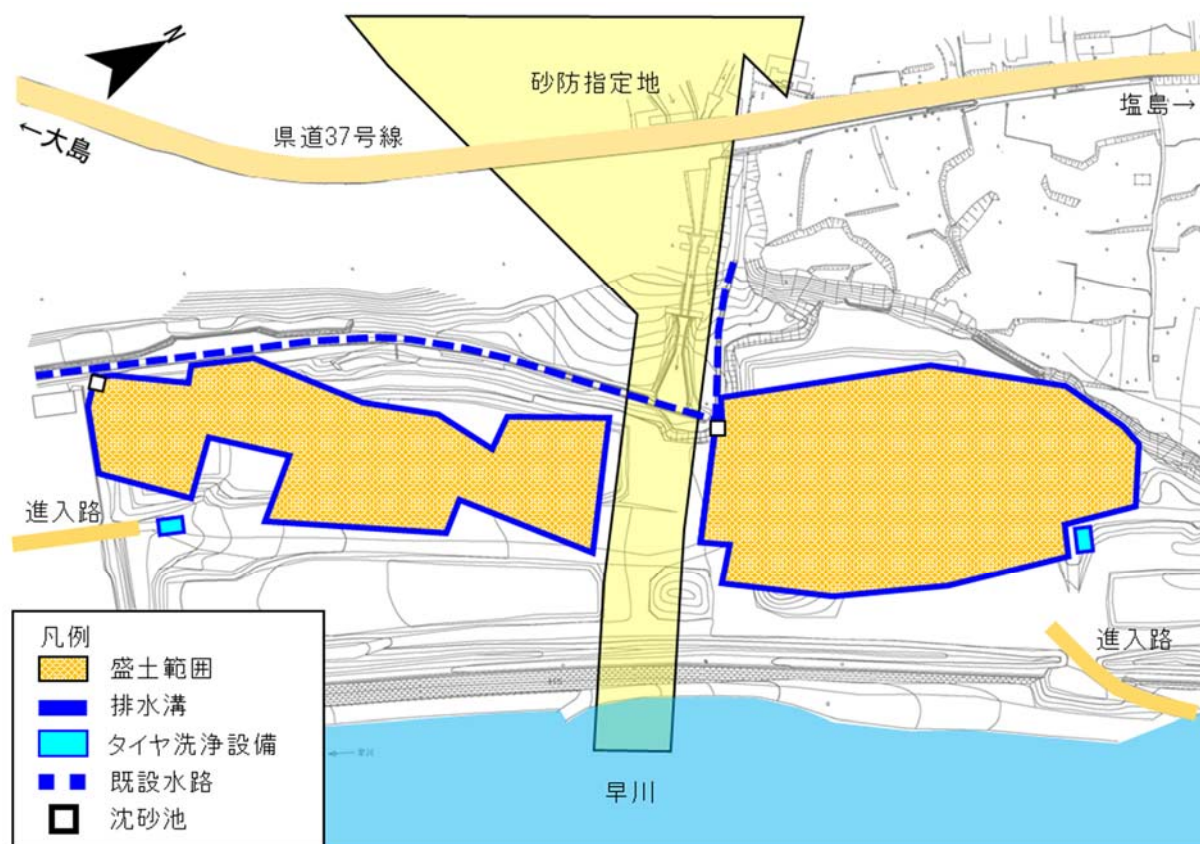 N
砂防指定地
塩島→
←大島
県道37号線
進入路
進入路
早川
凡例
盛土範囲
排水溝
タイヤ洗浄設備
既設水路
沈砂池